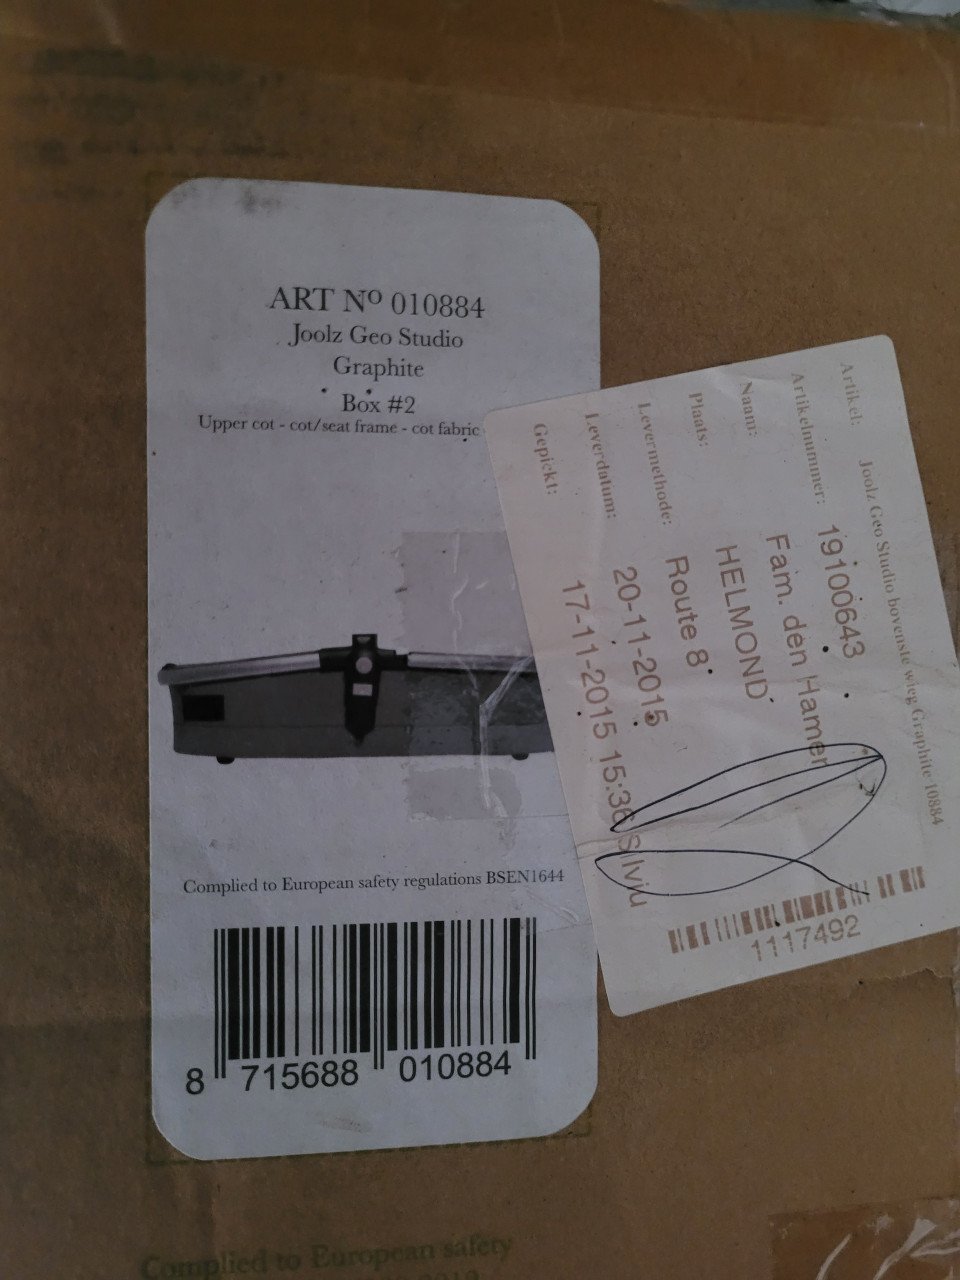 ART Nº 010884
Joolz Geo Studio
Graphite
Box #2
Upper cot - cot/seat frame - cot fabric
Complied to European safety regulations BSEN1644
8 715688 010884
Artikel: Joolz Geo Studio bovenste wieg Graphite 10884
Artikelnummer: 19100643
Naam: Fam. den Hamer
Plaats: HELMOND
Levermethode: Route 8
Leverdatum: 20-11-2015
Gepickt: 17-11-2015 15:36 Silviu
1117492
Complied to European safety